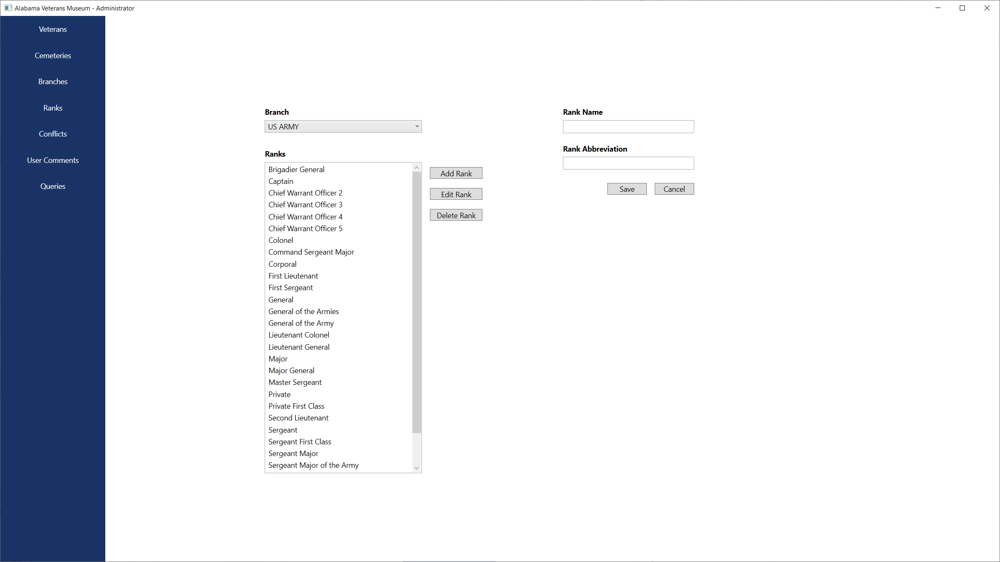 Alabama Veterans Museum - Administrator
Veterans
Cemeteries
Branches
Ranks
Conflicts
User Comments
Queries
Branch
US ARMY
Ranks
Brigadier General
Captain
Chief Warrant Officer 2
Chief Warrant Officer 3
Chief Warrant Officer 4
Chief Warrant Officer 5
Colonel
Command Sergeant Major
Corporal
First Lieutenant
First Sergeant
General
General of the Armies
General of the Army
Lieutenant Colonel
Lieutenant General
Major
Major General
Master Sergeant
Private
Private First Class
Second Lieutenant
Sergeant
Sergeant First Class
Sergeant Major
Sergeant Major of the Army
Add Rank
Edit Rank
Delete Rank
Rank Name
Rank Abbreviation
Save Cancel